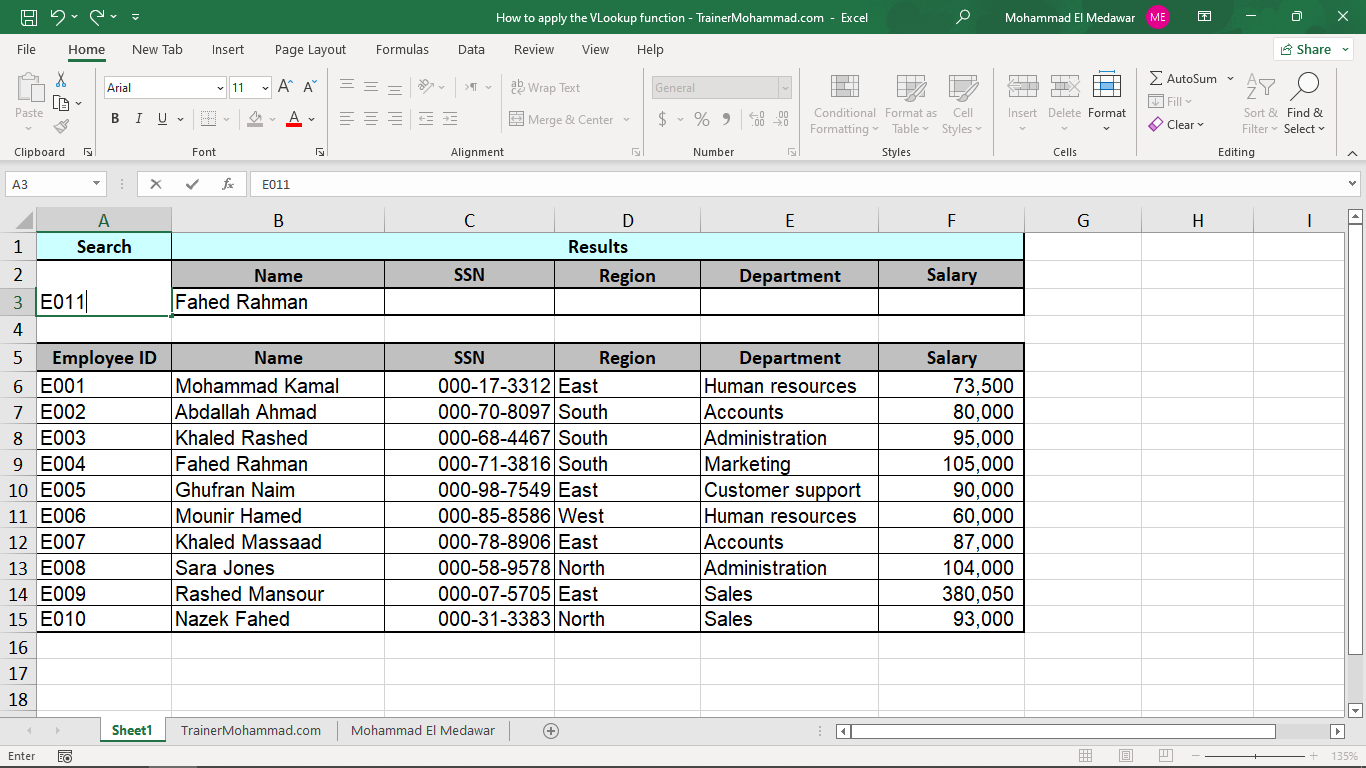 How to apply the VLookup function - TrainerMohammad.com - Excel Mohammad El Medawar ME
File Home New Tab Insert Page Layout Formulas Data Review View Help Share
Paste
Arial 11
B I U A
Wrap Text
Merge & Center
General
$ % 9
Conditional Formatting
Format as Table
Cell Styles
Insert Delete Format
AutoSum
Fill
Clear
Sort & Filter
Find & Select
Clipboard Font Alignment Number Styles Cells Editing
A3 fx E011
A B C D E F G H I
1 Search Results
2 Name SSN Region Department Salary
3 E011 Fahed Rahman
4
5 Employee ID Name SSN Region Department Salary
6 E001 Mohammad Kamal 000-17-3312 East Human resources 73,500
7 E002 Abdallah Ahmad 000-70-8097 South Accounts 80,000
8 E003 Khaled Rashed 000-68-4467 South Administration 95,000
9 E004 Fahed Rahman 000-71-3816 South Marketing 105,000
10 E005 Ghufran Naim 000-98-7549 East Customer support 90,000
11 E006 Mounir Hamed 000-85-8586 West Human resources 60,000
12 E007 Khaled Massaad 000-78-8906 East Accounts 87,000
13 E008 Sara Jones 000-58-9578 North Administration 104,000
14 E009 Rashed Mansour 000-07-5705 East Sales 380,050
15 E010 Nazek Fahed 000-31-3383 North Sales 93,000
16
17
18
Sheet1 TrainerMohammad.com Mohammad El Medawar
Enter 135%